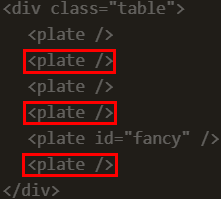 <div class="table">
<plate />
<plate />
<plate />
<plate />
<plate id="fancy" />
<plate />
</div>